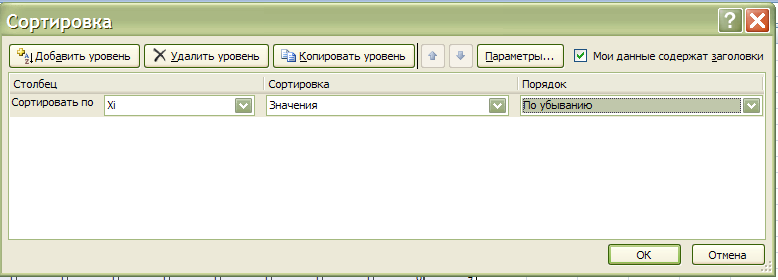 Сортировка
Добавить уровень Удалить уровень Копировать уровень Параметры... Мои данные содержат заголовки
Столбец Сортировка Порядок
Сортировать по Xi Значения По убыванию
ОК Отмена